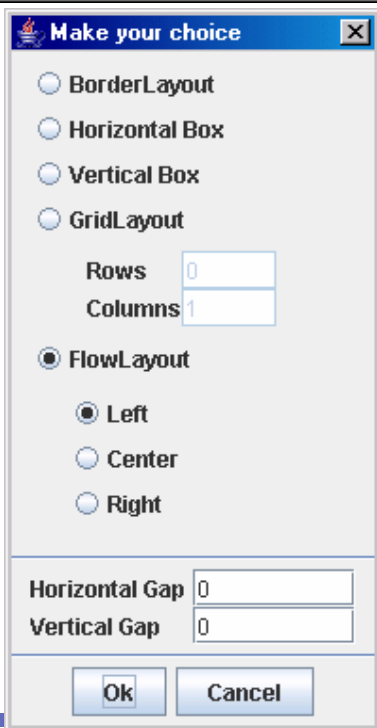 Make your choice
BorderLayout
Horizontal Box
Vertical Box
GridLayout
Rows 0
Columns 1
FlowLayout
Left
Center
Right
Horizontal Gap 0
Vertical Gap 0
Ok Cancel